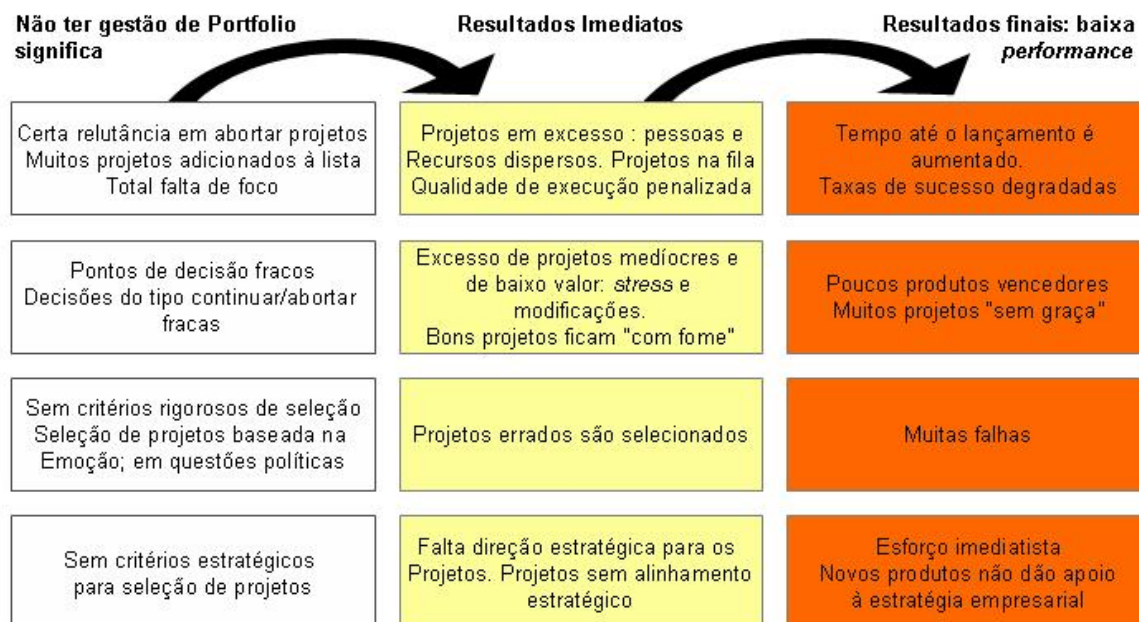 Não ter gestão de Portfolio
significa
Resultados Imediatos
Resultados finais: baixa
performance
Certa relutância em abortar projetos
Muitos projetos adicionados à lista
Total falta de foco
Projetos em excesso : pessoas e
Recursos dispersos. Projetos na fila
Qualidade de execução penalizada
Tempo até o lançamento é
aumentado.
Taxas de sucesso degradadas
Pontos de decisão fracos
Decisões do tipo continuar/abortar
fracas
Excesso de projetos medíocres e
de baixo valor: stress e
modificações.
Bons projetos ficam "com fome"
Poucos produtos vencedores
Muitos projetos "sem graça"
Sem critérios rigorosos de seleção
Seleção de projetos baseada na
Emoção; em questões políticas
Projetos errados são selecionados
Muitas falhas
Sem critérios estratégicos
para seleção de projetos
Falta direção estratégica para os
Projetos. Projetos sem alinhamento
estratégico
Esforço imediatista
Novos produtos não dão apoio
à estratégia empresarial